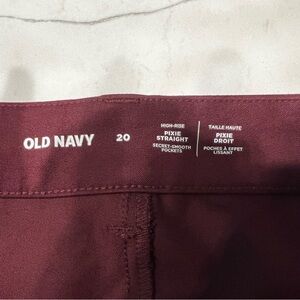 OLD NAVY
20
HIGH-RISE
PIXIE
STRAIGHT
SECRET-SMOOTH
POCKETS
TAILLE HAUTE
PIXIE
DROIT
POCHES À EFFET
LISSANT